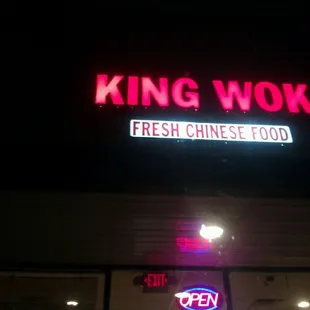 KING WOK
FRESH CHINESE FOOD
EXIT
OPEN